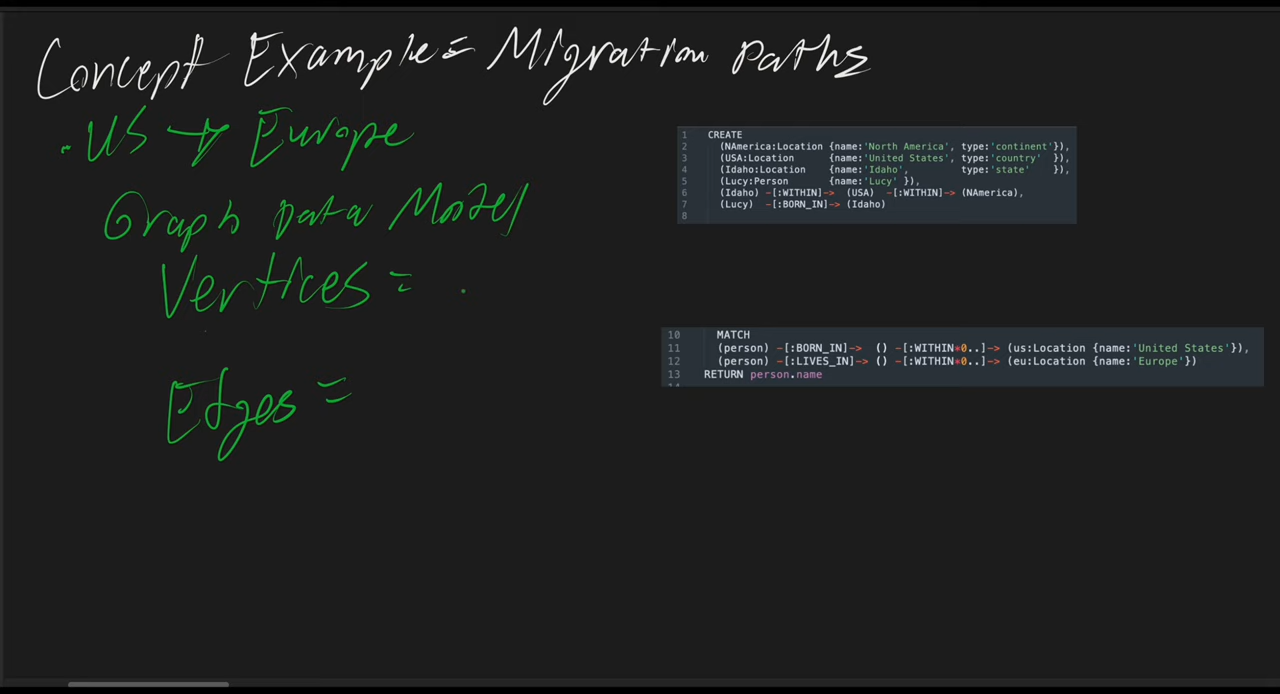 Concept Example = Migration paths
. US → Europe
Graph Data Model
Vertices =
Edges =
1 CREATE
2 (NAmerica:Location {name:'North America', type:'continent'}),
3 (USA:Location {name:'United States', type:'country' }),
4 (Idaho:Location {name:'Idaho', type:'state' }),
5 (Lucy:Person {name:'Lucy' }),
6 (Idaho) -[:WITHIN]-> (USA) -[:WITHIN]-> (NAmerica),
7 (Lucy) -[:BORN_IN]-> (Idaho)
8
10 MATCH
11 (person) -[:BORN_IN]-> () -[:WITHIN*0..]-> (us:Location {name:'United States'}),
12 (person) -[:LIVES_IN]-> () -[:WITHIN*0..]-> (eu:Location {name:'Europe'})
13 RETURN person.name